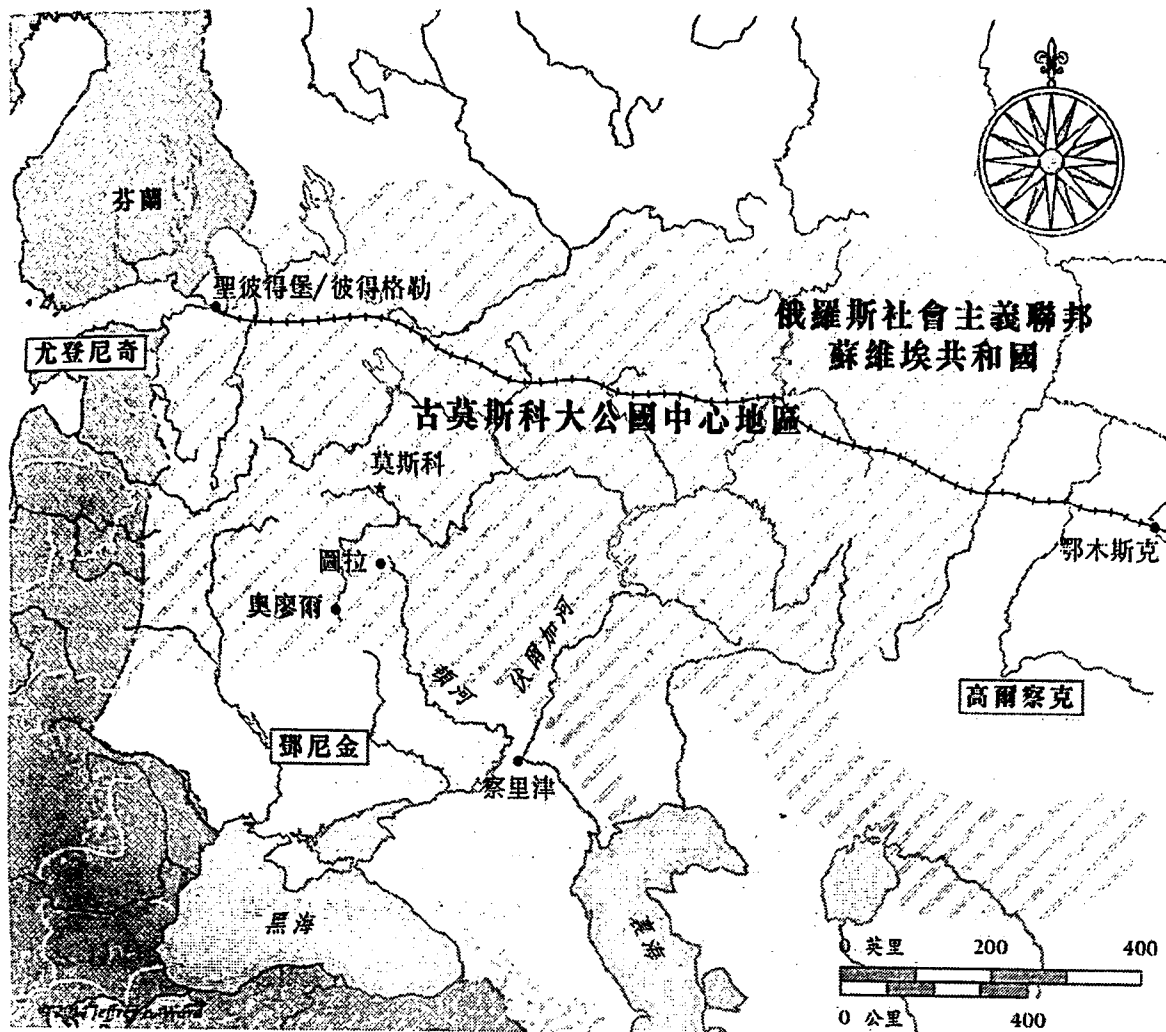 芬蘭
聖彼得堡/彼得格勒
俄羅斯社會主義聯邦
蘇維埃共和國
尤登尼奇
古莫斯科大公國中心地區
莫斯科
鄂木斯克
圖拉
奧廖爾
伏爾加河
頓河
高爾察克
鄧尼金
察里津
黑海
裏海
0 英里 200 400
0 公里 400